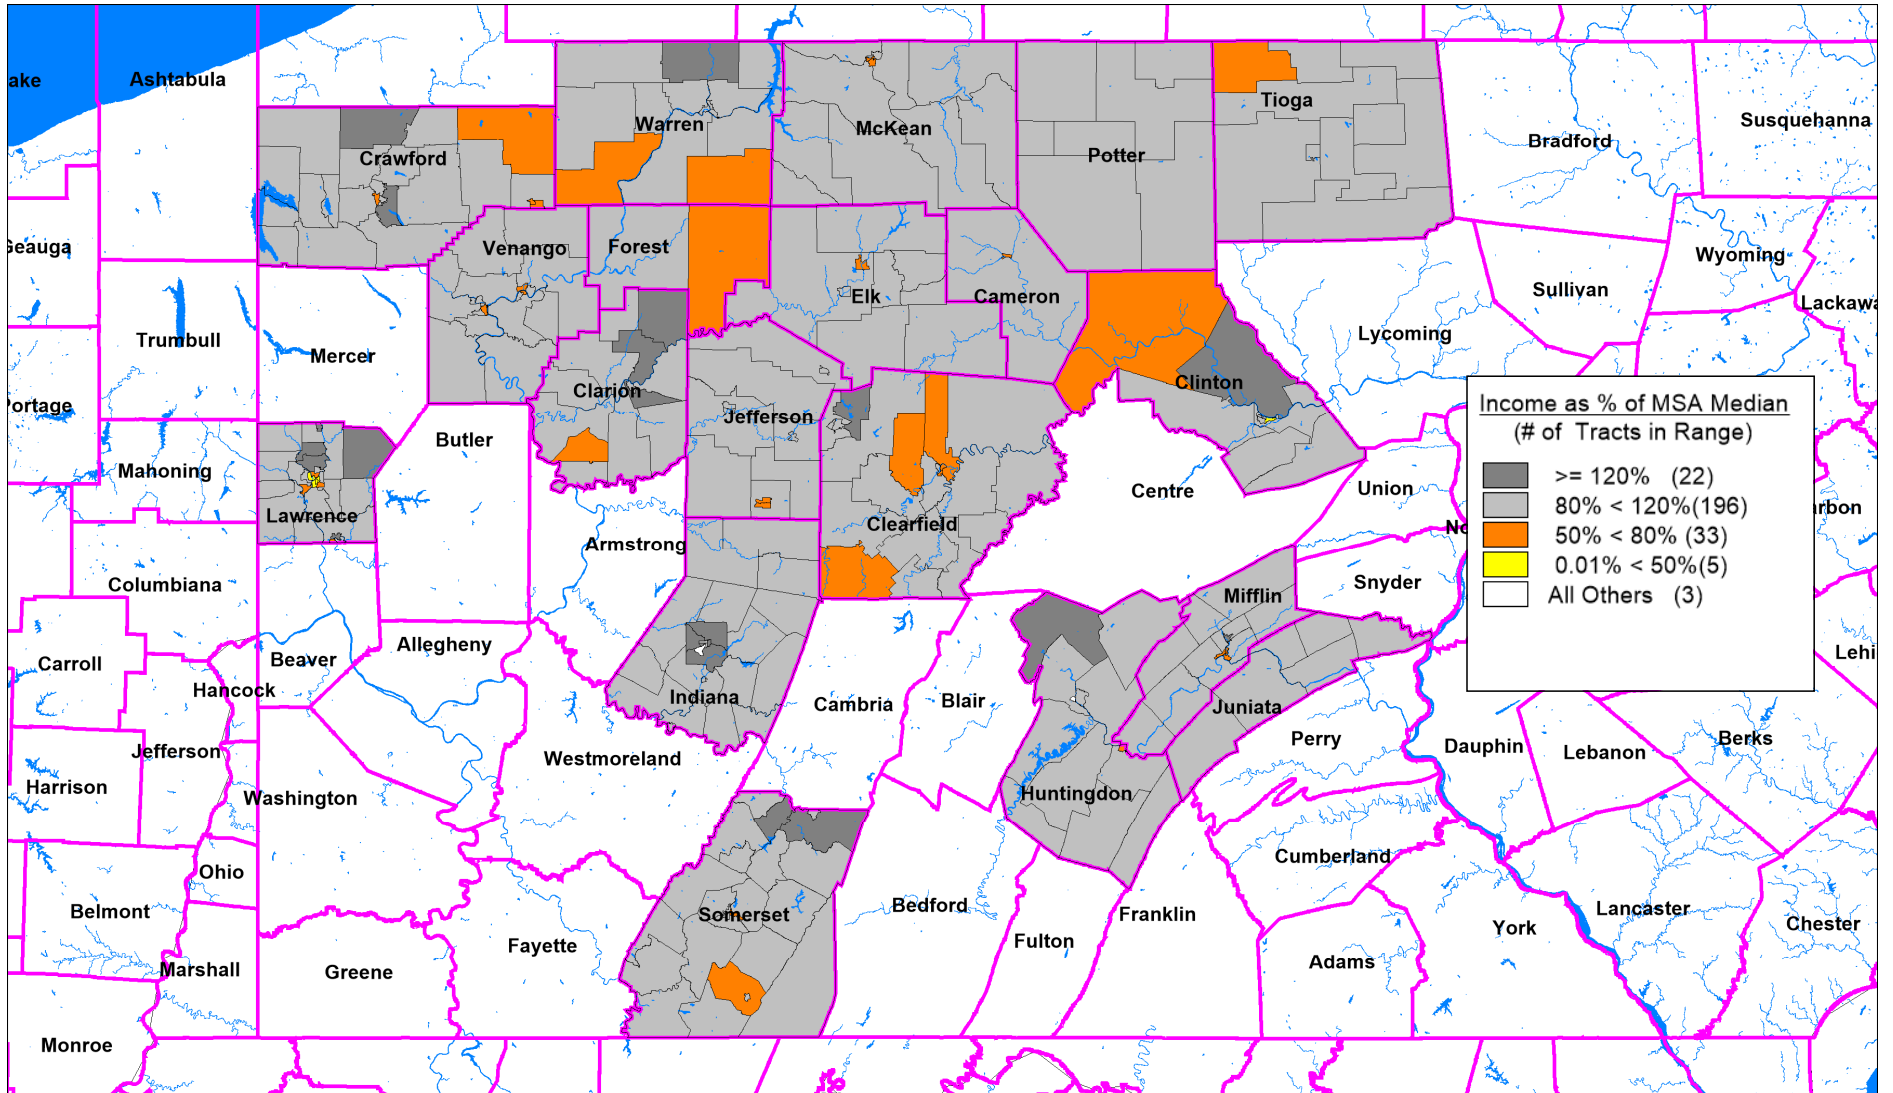 ake
Ashtabula
Crawford
Warren
McKean
Potter
Tioga
Bradford
Susquehanna
Geauga
Venango
Forest
Elk
Cameron
Sullivan
Wyoming
Lackawa
Trumbull
Mercer
Clarion
Jefferson
Clinton
Lycoming
Portage
Butler
Mahoning
Lawrence
Armstrong
Clearfield
Centre
Union
No
arbon
Income as % of MSA Median
(# of Tracts in Range)
>= 120% (22)
80% < 120%(196)
50% < 80% (33)
0.01% < 50%(5)
All Others (3)
Columbiana
Mifflin
Snyder
Carroll
Hancock
Beaver
Allegheny
Indiana
Cambria
Blair
Juniata
Lehi
Jefferson
Harrison
Washington
Westmoreland
Huntingdon
Perry
Dauphin
Lebanon
Berks
Ohio
Belmont
Marshall
Somerset
Bedford
Cumberland
Franklin
Fulton
Lancaster
York
Chester
Adams
Greene
Fayette
Monroe